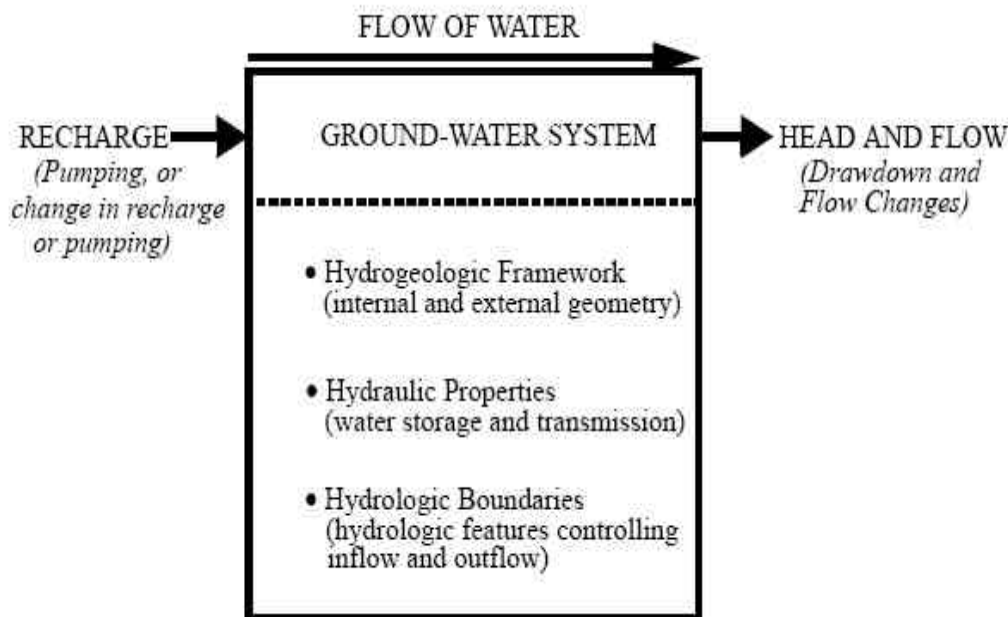 FLOW OF WATER
RECHARGE
(Pumping, or
change in recharge
or pumping)
GROUND-WATER SYSTEM
HEAD AND FLOW
(Drawdown and
Flow Changes)
• Hydrogeologic Framework
(internal and external geometry)
• Hydraulic Properties
(water storage and transmission)
• Hydrologic Boundaries
(hydrologic features controlling
inflow and outflow)